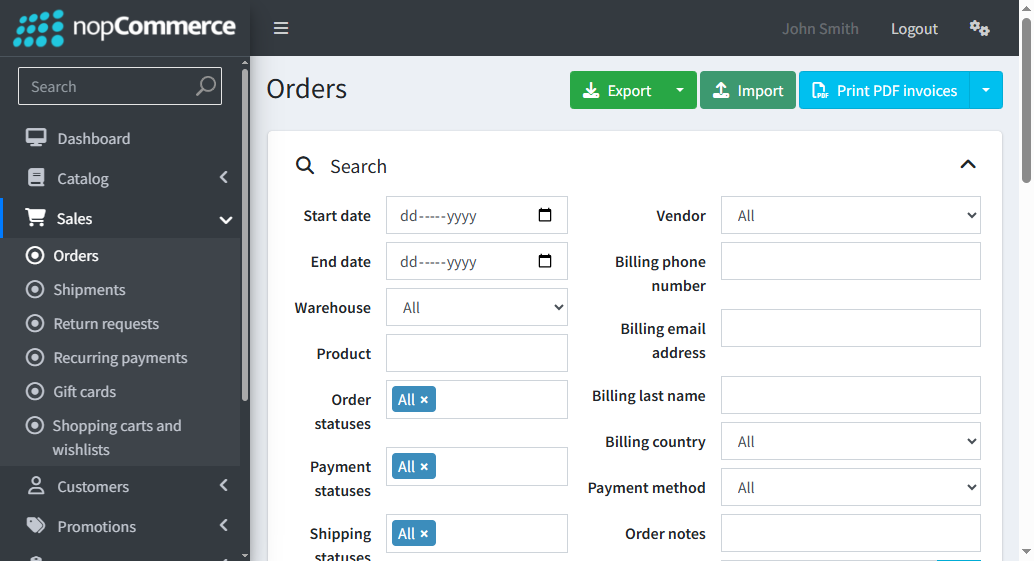 nopCommerce
John Smith
Logout
Search
Dashboard
Catalog
Sales
Orders
Shipments
Return requests
Recurring payments
Gift cards
Shopping carts and
wishlists
Customers
Promotions
Orders
Export
Import
PDF
Print PDF invoices
Search
Start date
dd-----yyyy
End date
dd-----yyyy
Warehouse
All
Product
Order
statuses
All ×
Payment
statuses
All ×
Shipping
statuses
All ×
Vendor
All
Billing phone
number
Billing email
address
Billing last name
Billing country
All
Payment method
All
Order notes